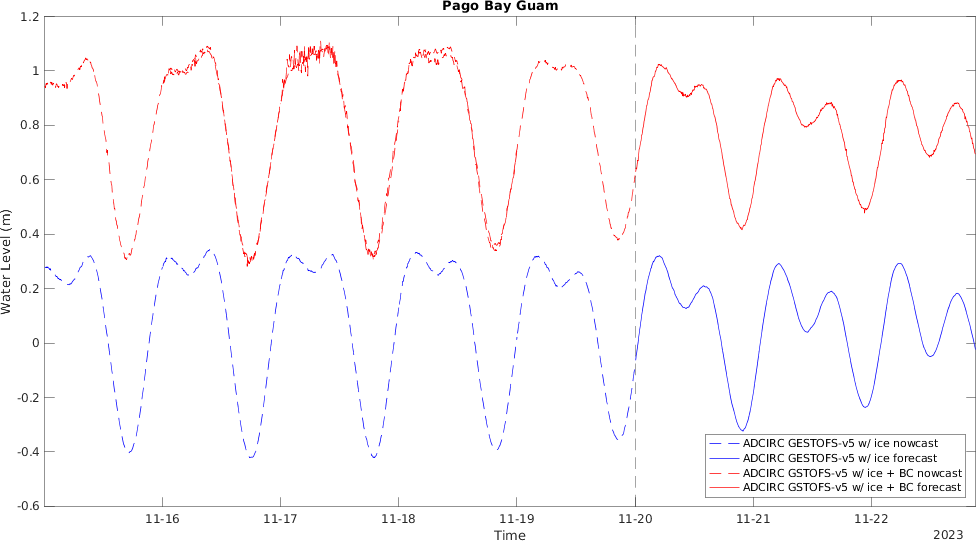 Pago Bay Guam
1.2
1
0.8
0.6
0.4
0.2
0
-0.2
-0.4
-0.6
Water Level (m)
ADCIRC GESTOFS-v5 w/ ice nowcast
ADCIRC GESTOFS-v5 w/ ice forecast
ADCIRC GSTOFS-v5 w/ ice + BC nowcast
ADCIRC GSTOFS-v5 w/ ice + BC forecast
11-16 11-17 11-18 11-19 11-20 11-21 11-22
Time
2023